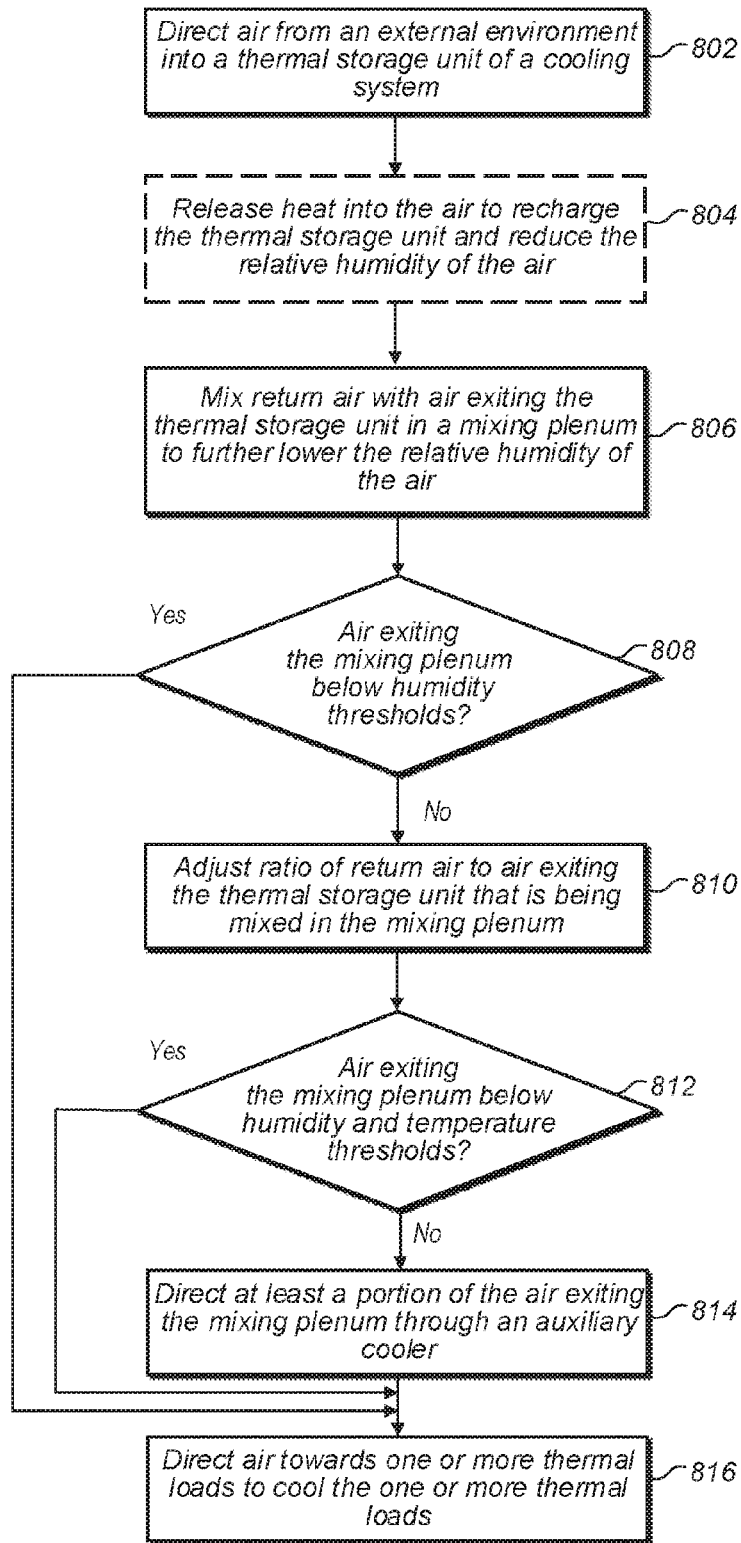 Direct air from an external environment
into a thermal storage unit of a cooling
system
802
Release heat into the air to recharge
the thermal storage unit and reduce the
relative humidity of the air
804
Mix return air with air exiting the
thermal storage unit in a mixing plenum
to further lower the relative humidity of
the air
806
Yes
Air exiting
the mixing plenum
below humidity
thresholds?
808
No
Adjust ratio of return air to air exiting
the thermal storage unit that is being
mixed in the mixing plenum
810
Yes
Air exiting
the mixing plenum below
humidity and temperature
thresholds?
812
No
Direct at least a portion of the air exiting
the mixing plenum through an auxiliary
cooler
814
Direct air towards one or more thermal
loads to cool the one or more thermal
loads
816